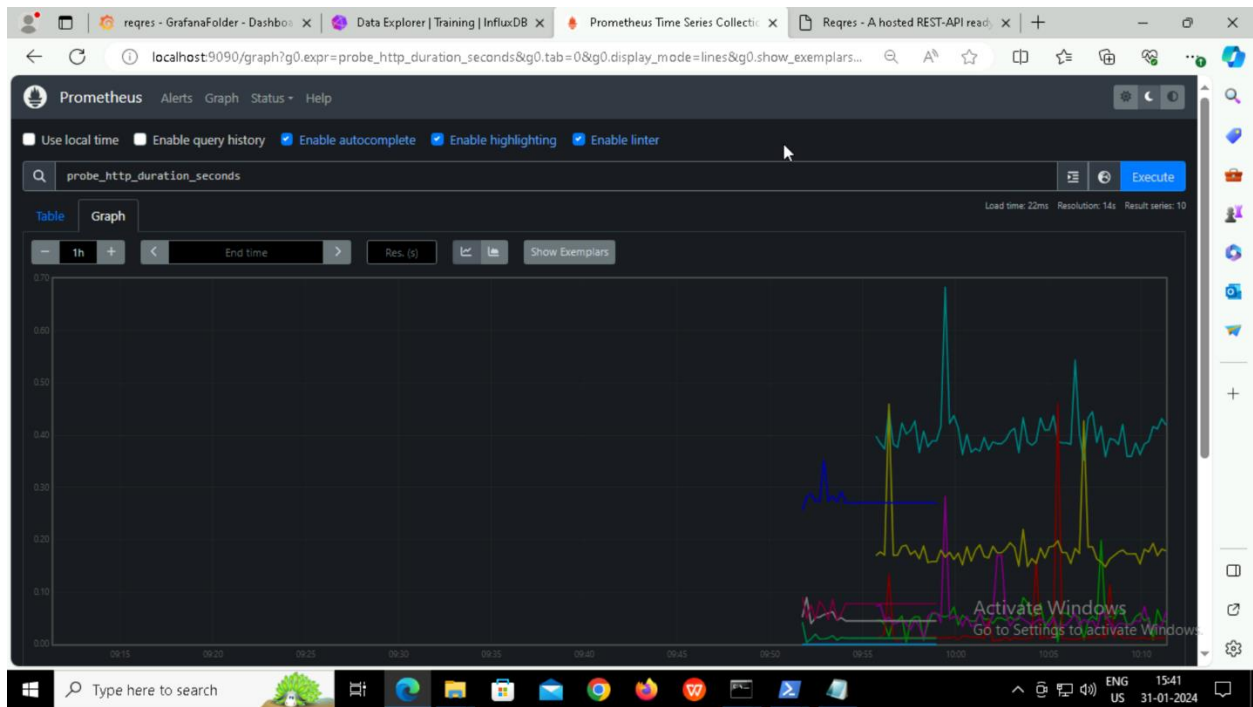 reqres - GrafanaFolder - Dashboa
Data Explorer | Training | InfluxDB
Prometheus Time Series Collectio
Reqres - A hosted REST-API ready
localhost:9090/graph?g0.expr=probe_http_duration_seconds&g0.tab=0&g0.display_mode=lines&g0.show_exemplars...
Prometheus Alerts Graph Status Help
Use local time Enable query history Enable autocomplete Enable highlighting Enable linter
probe_http_duration_seconds
Execute
Load time: 22ms Resolution: 14s Result series: 10
Table Graph
1h End time Res. (s) Show Exemplars
0.70
0.60
0.50
0.40
0.30
0.20
0.10
0.00
09:15 09:20 09:25 09:30 09:35 09:40 09:45 09:50 09:55 10:00 10:05 10:10
Activate Windows
Go to Settings to activate Windows.
Type here to search
ENG 15:41
US 31-01-2024